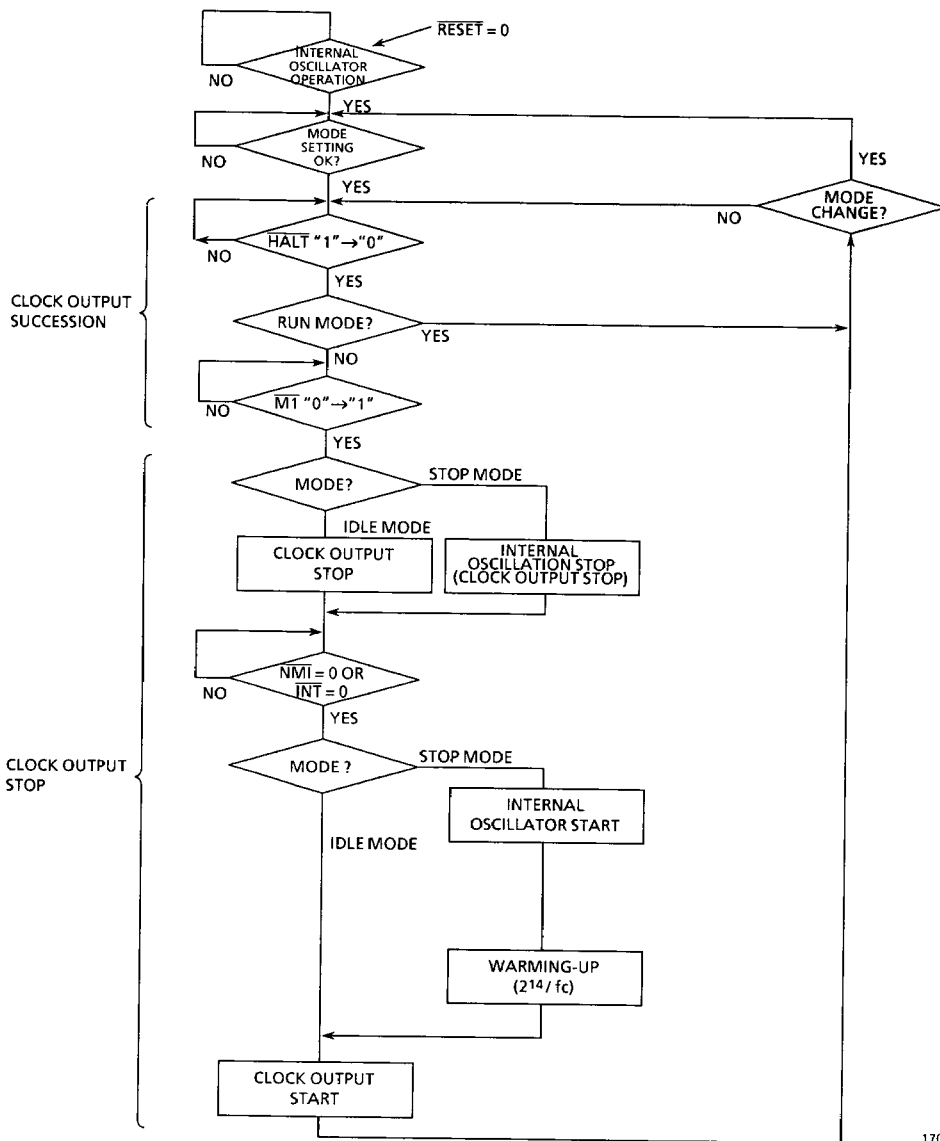 RESET = 0
INTERNAL
OSCILLATOR
OPERATION
NO
YES
MODE
SETTING
OK?
NO
YES
YES
MODE
CHANGE?
NO
HALT "1"→"0"
NO
YES
CLOCK OUTPUT
SUCCESSION
RUN MODE?
YES
NO
M1 "0"→"1"
NO
YES
MODE?
STOP MODE
IDLE MODE
CLOCK OUTPUT
STOP
INTERNAL
OSCILLATION STOP
(CLOCK OUTPUT STOP)
NMI = 0 OR
INT = 0
NO
YES
CLOCK OUTPUT
STOP
MODE ?
STOP MODE
INTERNAL
OSCILLATOR START
IDLE MODE
WARMING-UP
(2¹⁴ / fc)
CLOCK OUTPUT
START